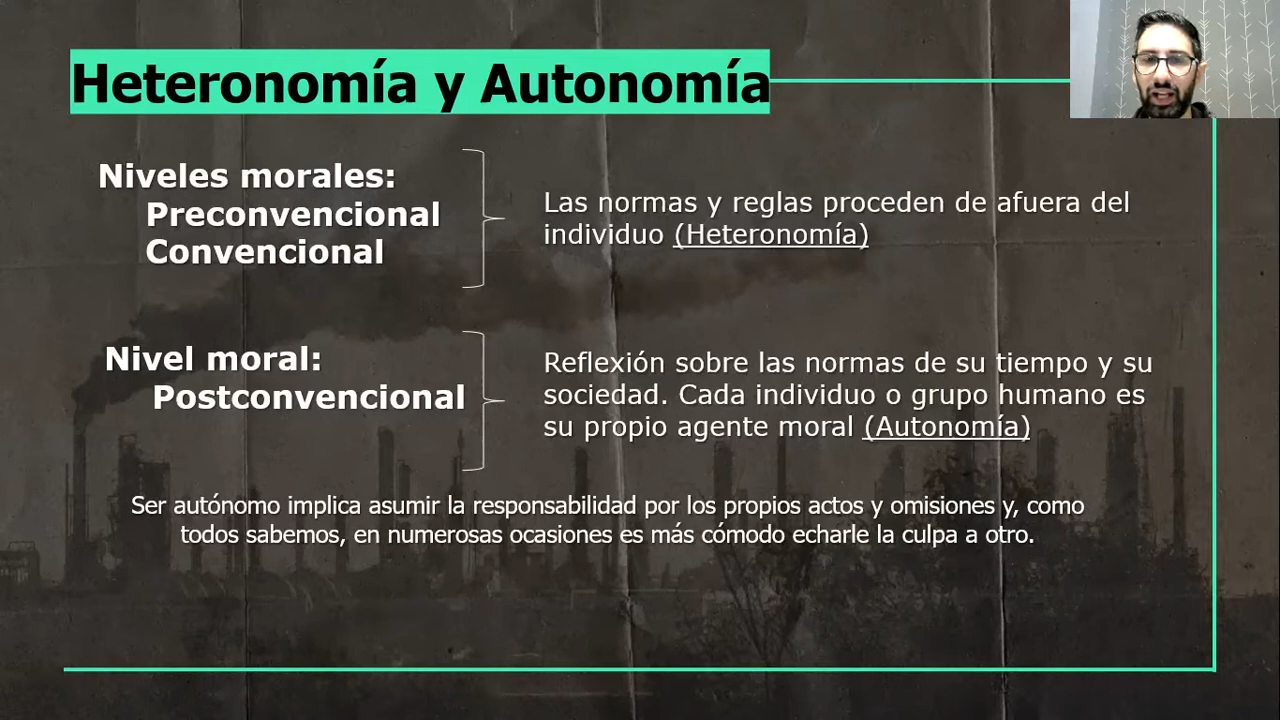 Heteronomía y Autonomía
Niveles morales:
Preconvencional
Convencional
Las normas y reglas proceden de afuera del
individuo (Heteronomía)
Nivel moral:
Postconvencional
Reflexión sobre las normas de su tiempo y su
sociedad. Cada individuo o grupo humano es
su propio agente moral (Autonomía)
Ser autónomo implica asumir la responsabilidad por los propios actos y omisiones y, como
todos sabemos, en numerosas ocasiones es más cómodo echarle la culpa a otro.